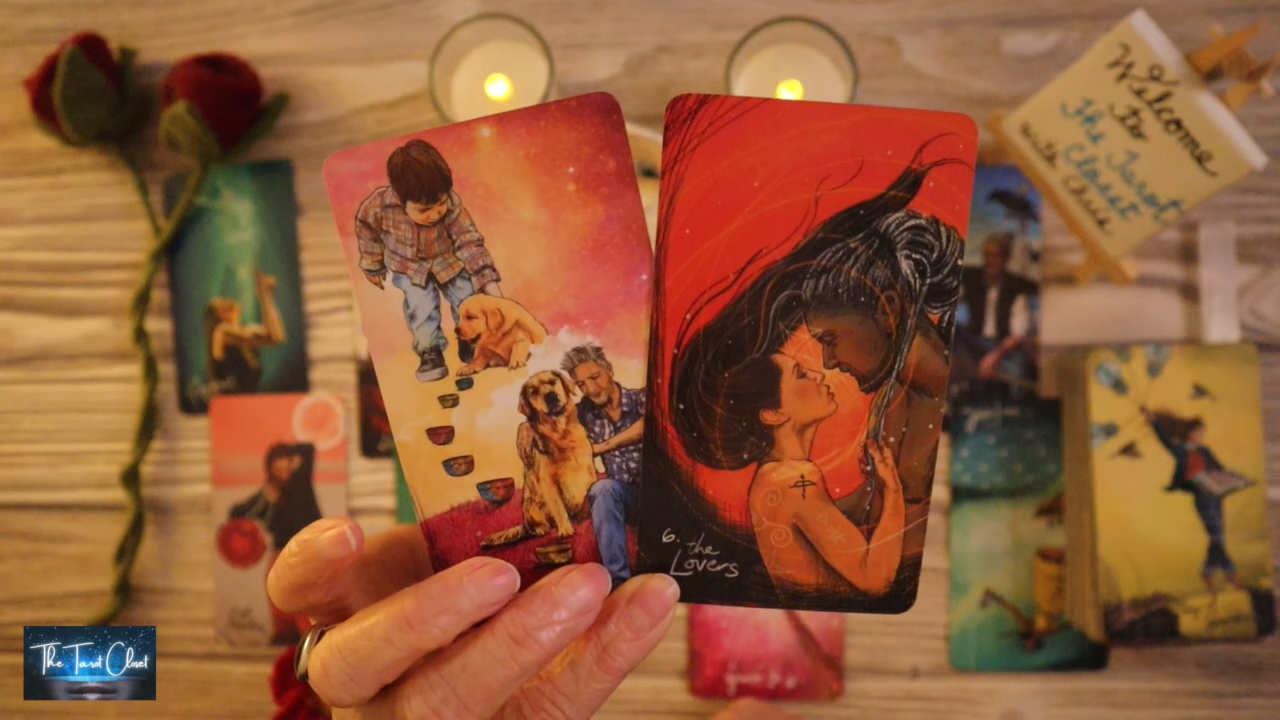 Welcome
To
The Tarot
Closet
6. the
Lovers
The Tarot Closet